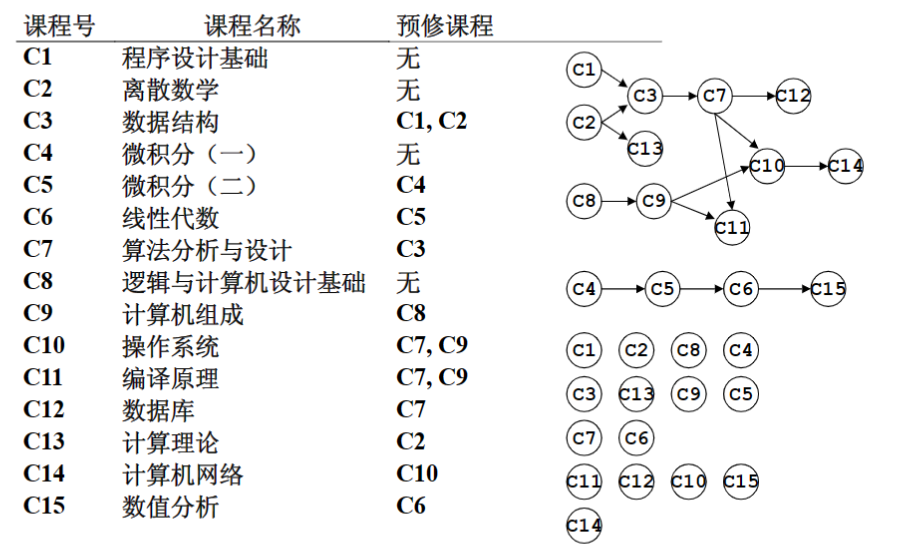 课程号 课程名称 预修课程
C1 程序设计基础 无
C2 离散数学 无
C3 数据结构 C1, C2
C4 微积分（一） 无
C5 微积分（二） C4
C6 线性代数 C5
C7 算法分析与设计 C3
C8 逻辑与计算机设计基础 无
C9 计算机组成 C8
C10 操作系统 C7, C9
C11 编译原理 C7, C9
C12 数据库 C7
C13 计算理论 C2
C14 计算机网络 C10
C15 数值分析 C6
C1
C3 C7 C12
C2
C13
C10 C14
C8 C9
C11
C4 C5 C6 C15
C1 C2 C8 C4
C3 C13 C9 C5
C7 C6
C11 C12 C10 C15
C14